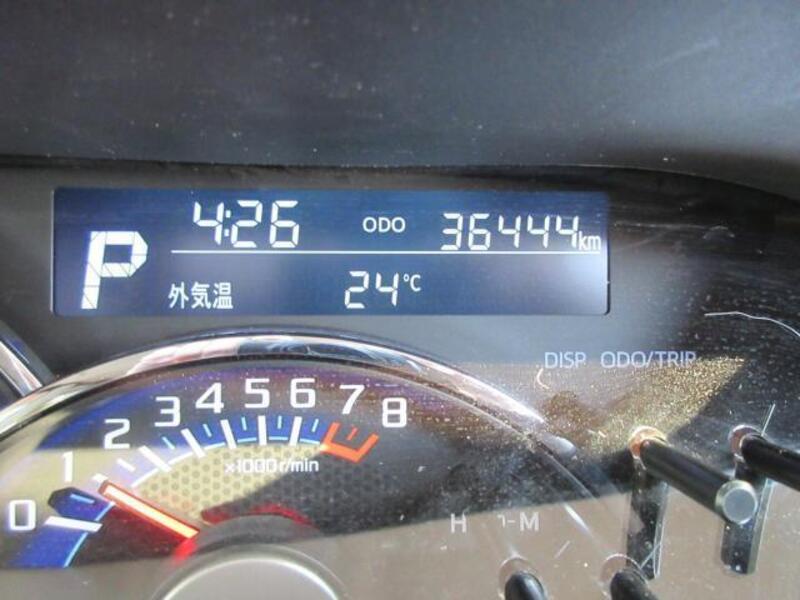 4:26 ODO 36444km
P
外気温 24℃
DISP ODO/TRIP
0 1 2 3 4 5 6 7 8
x1000r/min
H -M